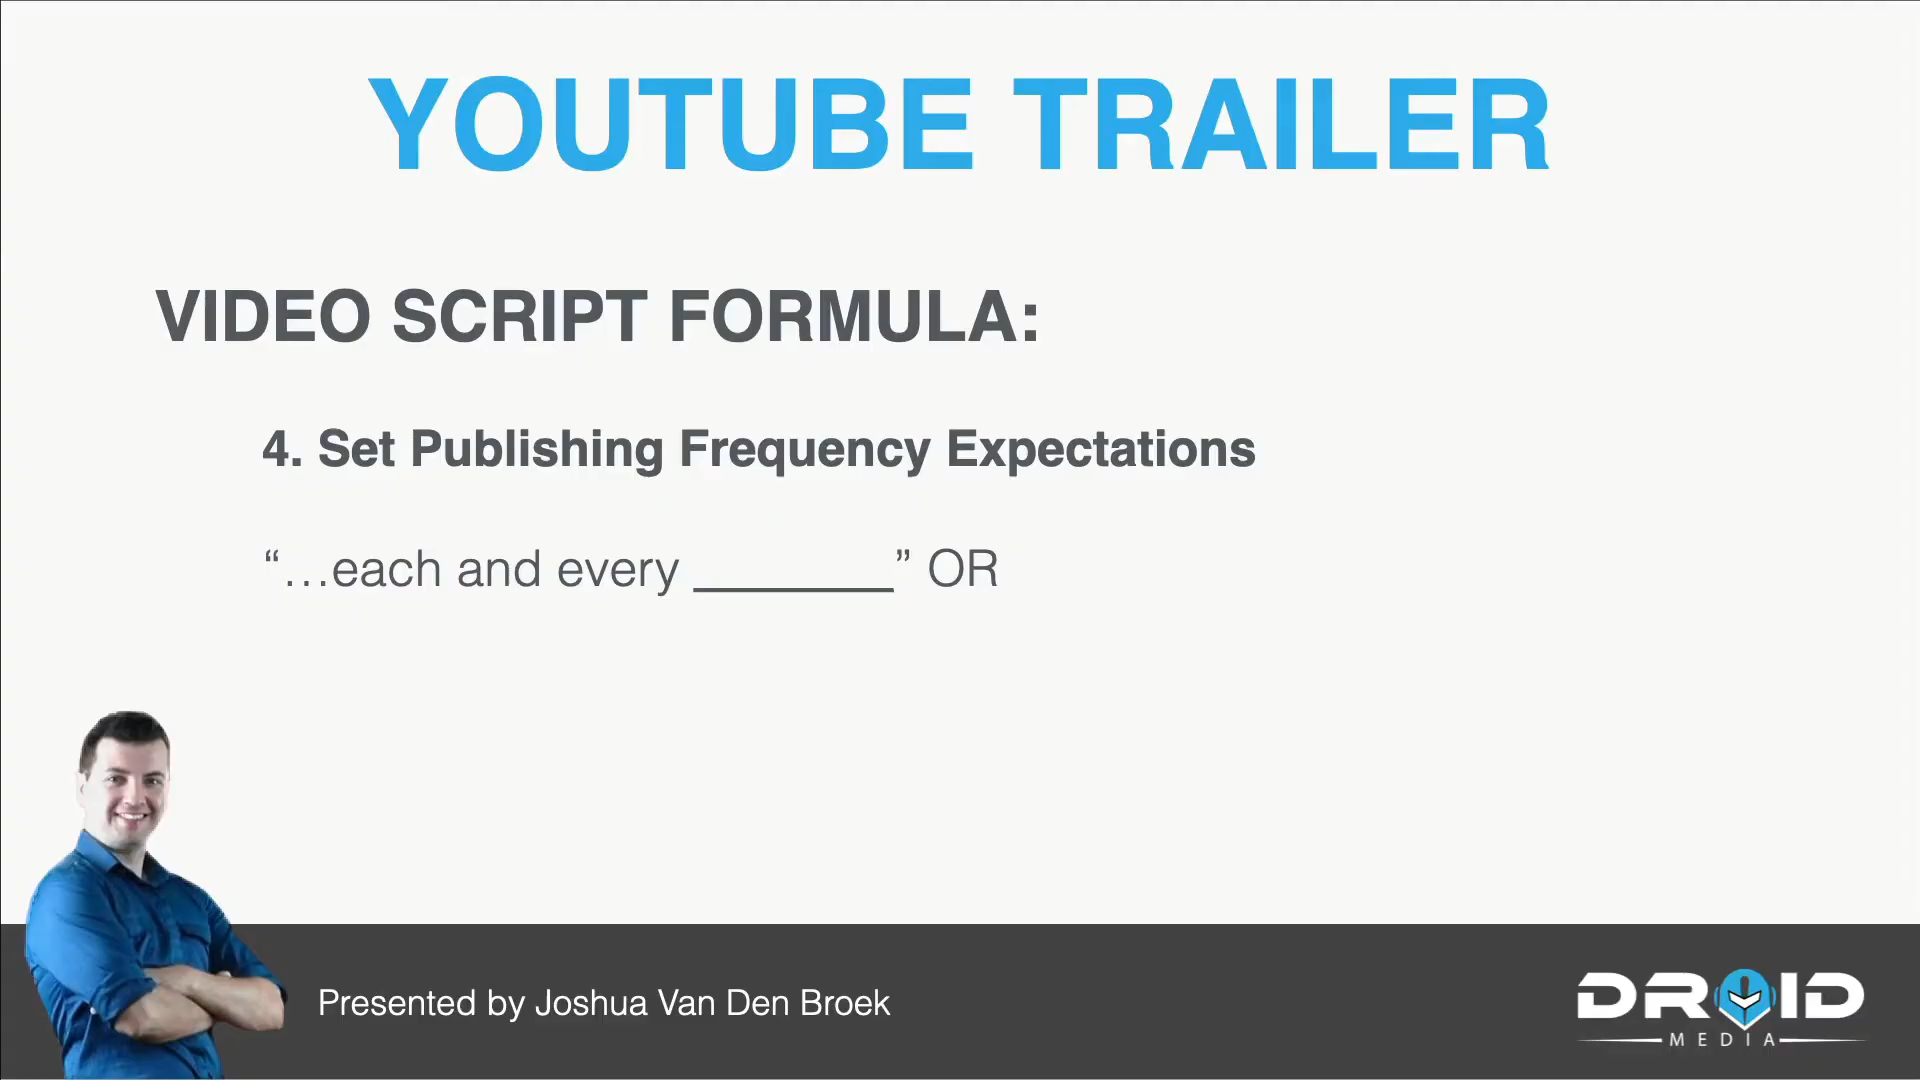 YOUTUBE TRAILER
VIDEO SCRIPT FORMULA:
4. Set Publishing Frequency Expectations
“…each and every ________” OR
Presented by Joshua Van Den Broek
DROID
MEDIA